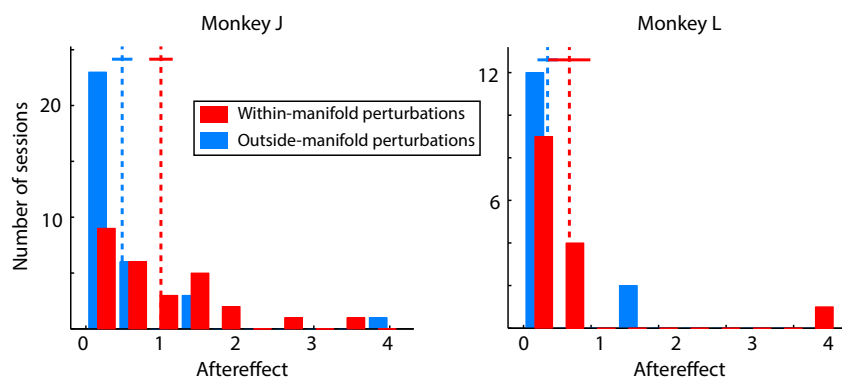 Monkey J
Monkey L
Number of sessions
20
10
0 1 2 3 4
Aftereffect
Within-manifold perturbations
Outside-manifold perturbations
12
6
0 1 2 3 4
Aftereffect